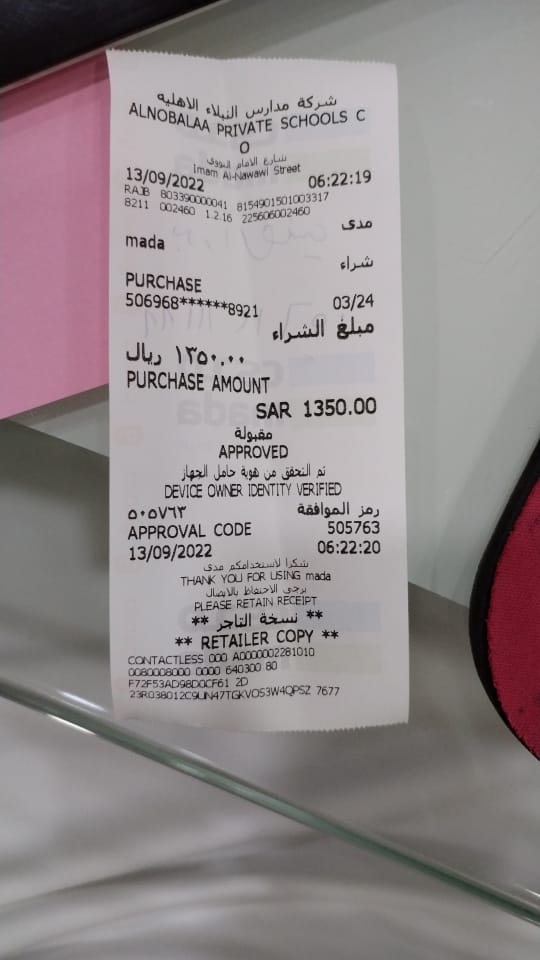 شركة مدارس النبلاء الاهليه
ALNOBALAA PRIVATE SCHOOLS C
O
شارع الامام النووي
Imam Al-Nawawi Street
13/09/2022 06:22:19
RAJB 803390000041 8154901501003317
8211 002460 1.2.16 225606002460
مدى
mada
شراء
PURCHASE
506968******8921 03/24
مبلغ الشراء
١٣٥٠.٠٠ ريال
PURCHASE AMOUNT
SAR 1350.00
مقبولة
APPROVED
تم التحقق من هوية حامل الجهاز
DEVICE OWNER IDENTITY VERIFIED
رمز الموافقة ٥٠٥٧٦٣
APPROVAL CODE 505763
13/09/2022 06:22:20
شكرا لاستخدامكم مدى
THANK YOU FOR USING mada
يرجى الاحتفاظ بالايصال
PLEASE RETAIN RECEIPT
** نسخة التاجر **
** RETAILER COPY **
CONTACTLESS 000 A0000002281010
0080008000 0000 640300 80
F72F53AD98D0CF61 2D
23R038012C9UN47TGKVO53W4QPSZ 7677